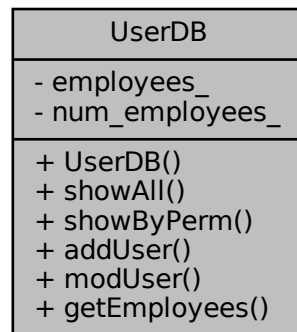 UserDB
- employees_
- num_employees_
+ UserDB()
+ showAll()
+ showByPerm()
+ addUser()
+ modUser()
+ getEmployees()